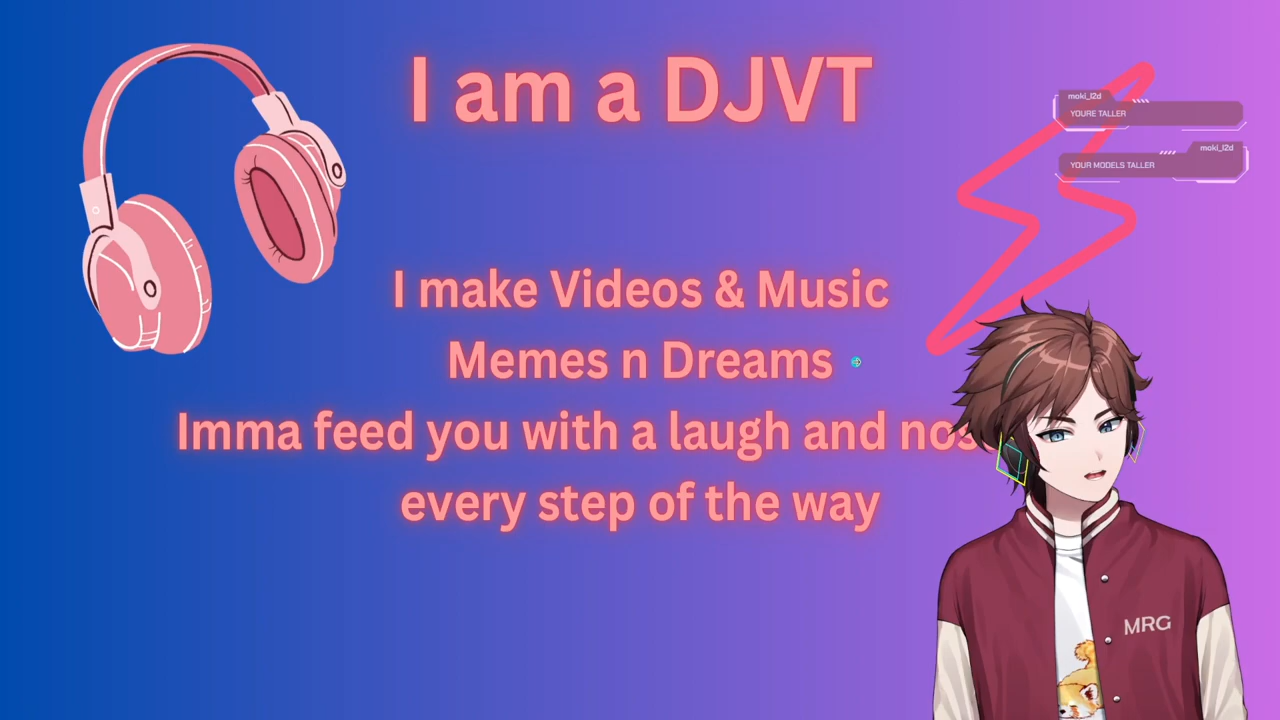 I am a DJVT
moki_l2d
YOURE TALLER
moki_l2d
YOUR MODELS TALLER
I make Videos & Music
Memes n Dreams
Imma feed you with a laugh and
every step of the way
MRG